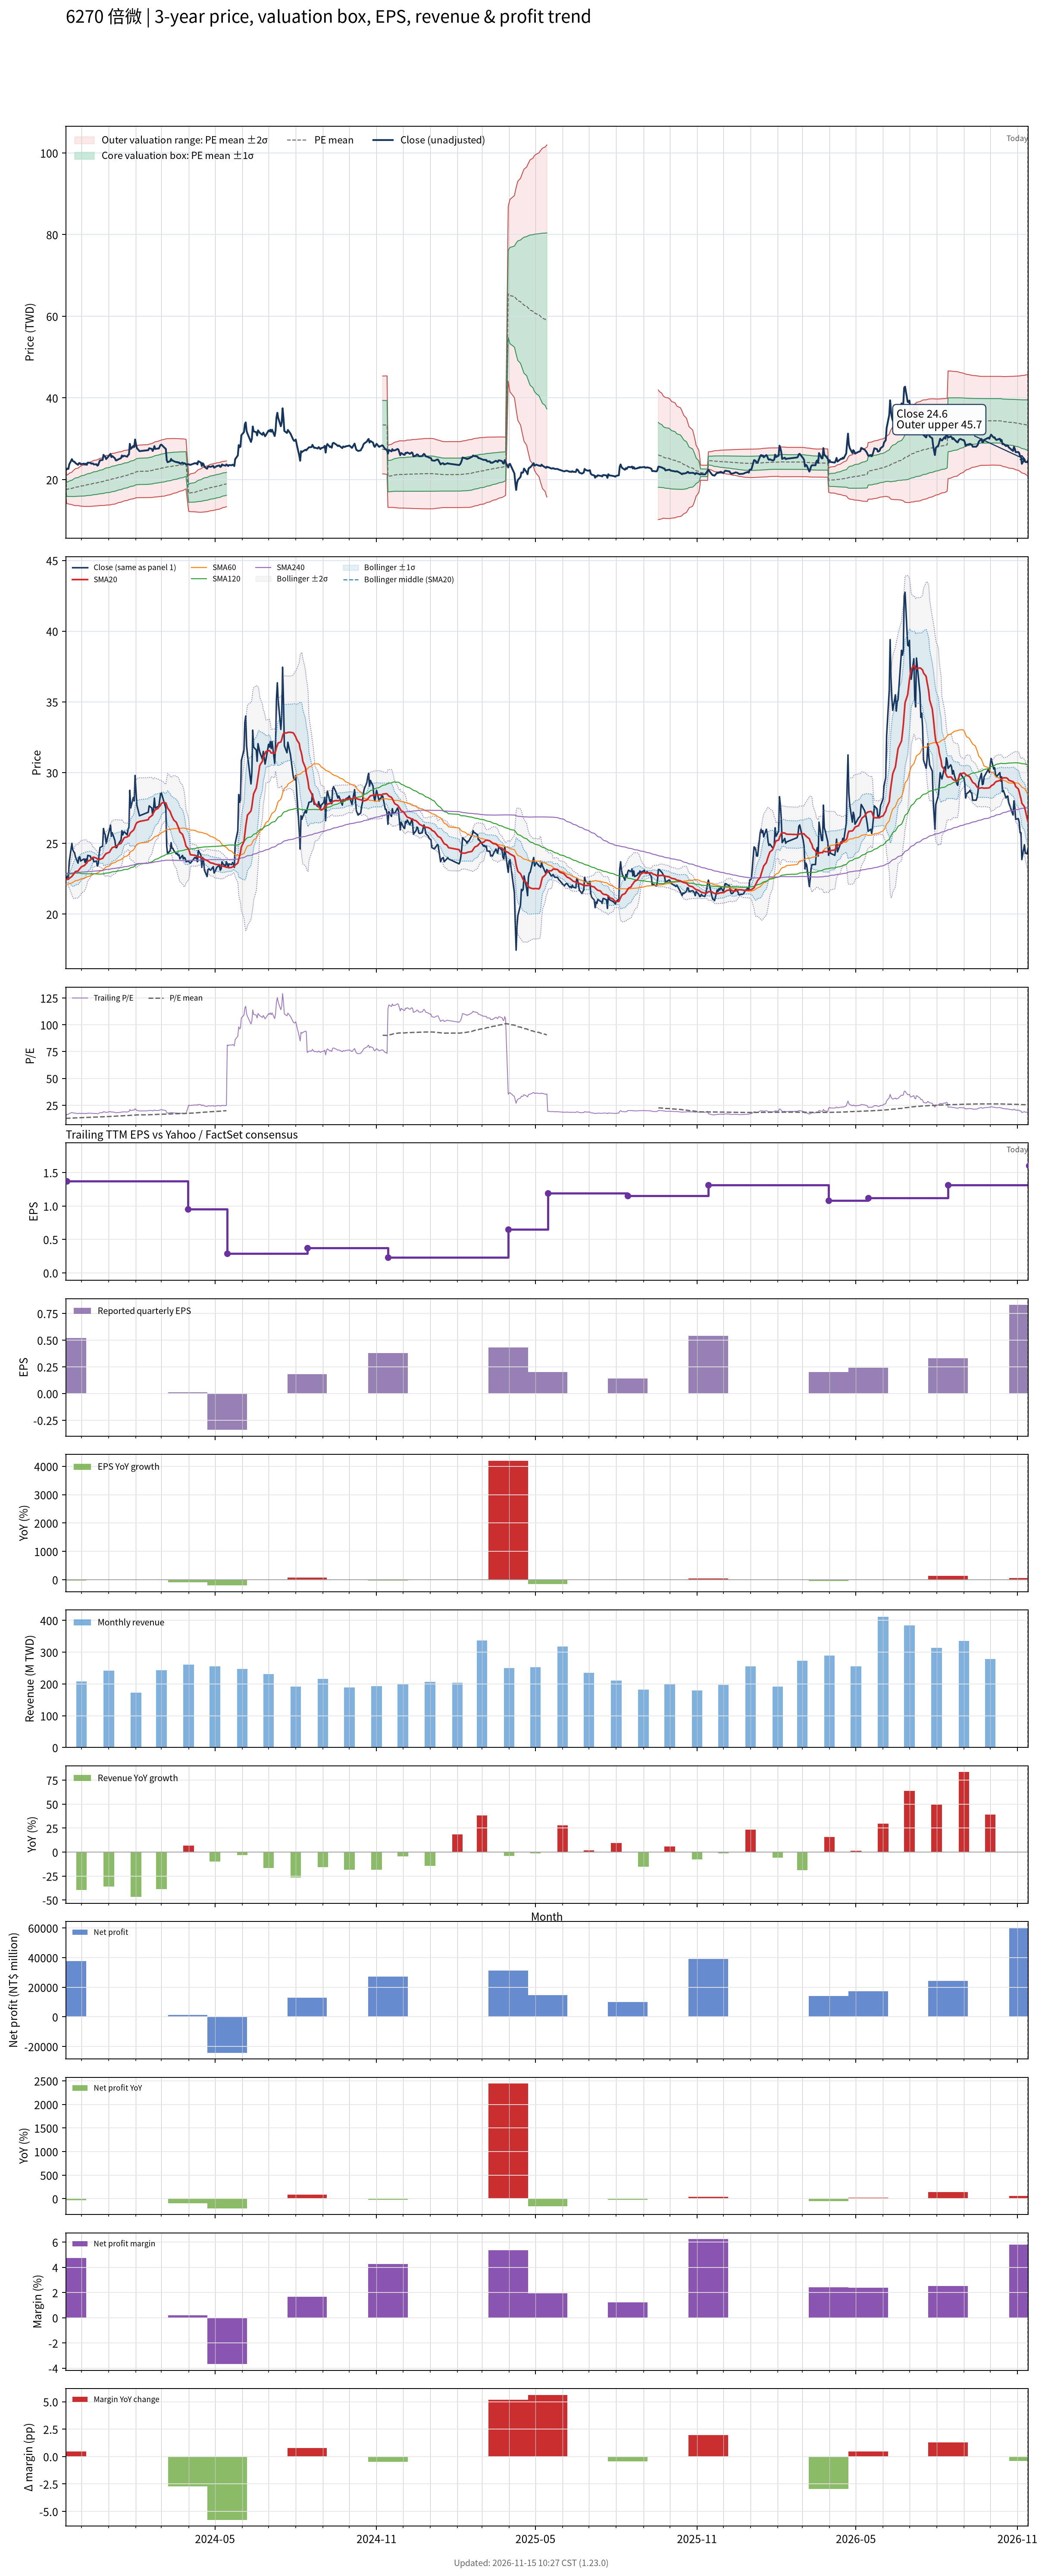 6270 倍微 | 3-year price, valuation box, EPS, revenue & profit trend
Outer valuation range: PE mean ±2σ
PE mean
Close (unadjusted)
Core valuation box: PE mean ±1σ
Today
Price (TWD)
100
80
60
40
20
Close 24.6
Outer upper 45.7
Close (same as panel 1)
SMA60
SMA240
Bollinger ±1σ
SMA20
SMA120
Bollinger ±2σ
Bollinger middle (SMA20)
Price
45
40
35
30
25
20
Trailing P/E
P/E mean
P/E
125
100
75
50
25
Trailing TTM EPS vs Yahoo / FactSet consensus
Today
EPS
1.5
1.0
0.5
0.0
Reported quarterly EPS
EPS
0.75
0.50
0.25
0.00
-0.25
EPS YoY growth
YoY (%)
4000
3000
2000
1000
0
Monthly revenue
Revenue (M TWD)
400
300
200
100
0
Revenue YoY growth
YoY (%)
75
50
25
0
-25
-50
Month
Net profit
Net profit (NT$ million)
60000
40000
20000
0
-20000
Net profit YoY
YoY (%)
2500
2000
1500
1000
500
0
Net profit margin
Margin (%)
6
4
2
0
-2
-4
Margin YoY change
Δ margin (pp)
5.0
2.5
0.0
-2.5
-5.0
2024-05
2024-11
2025-05
2025-11
2026-05
2026-11
Updated: 2026-11-15 10:27 CST (1.23.0)